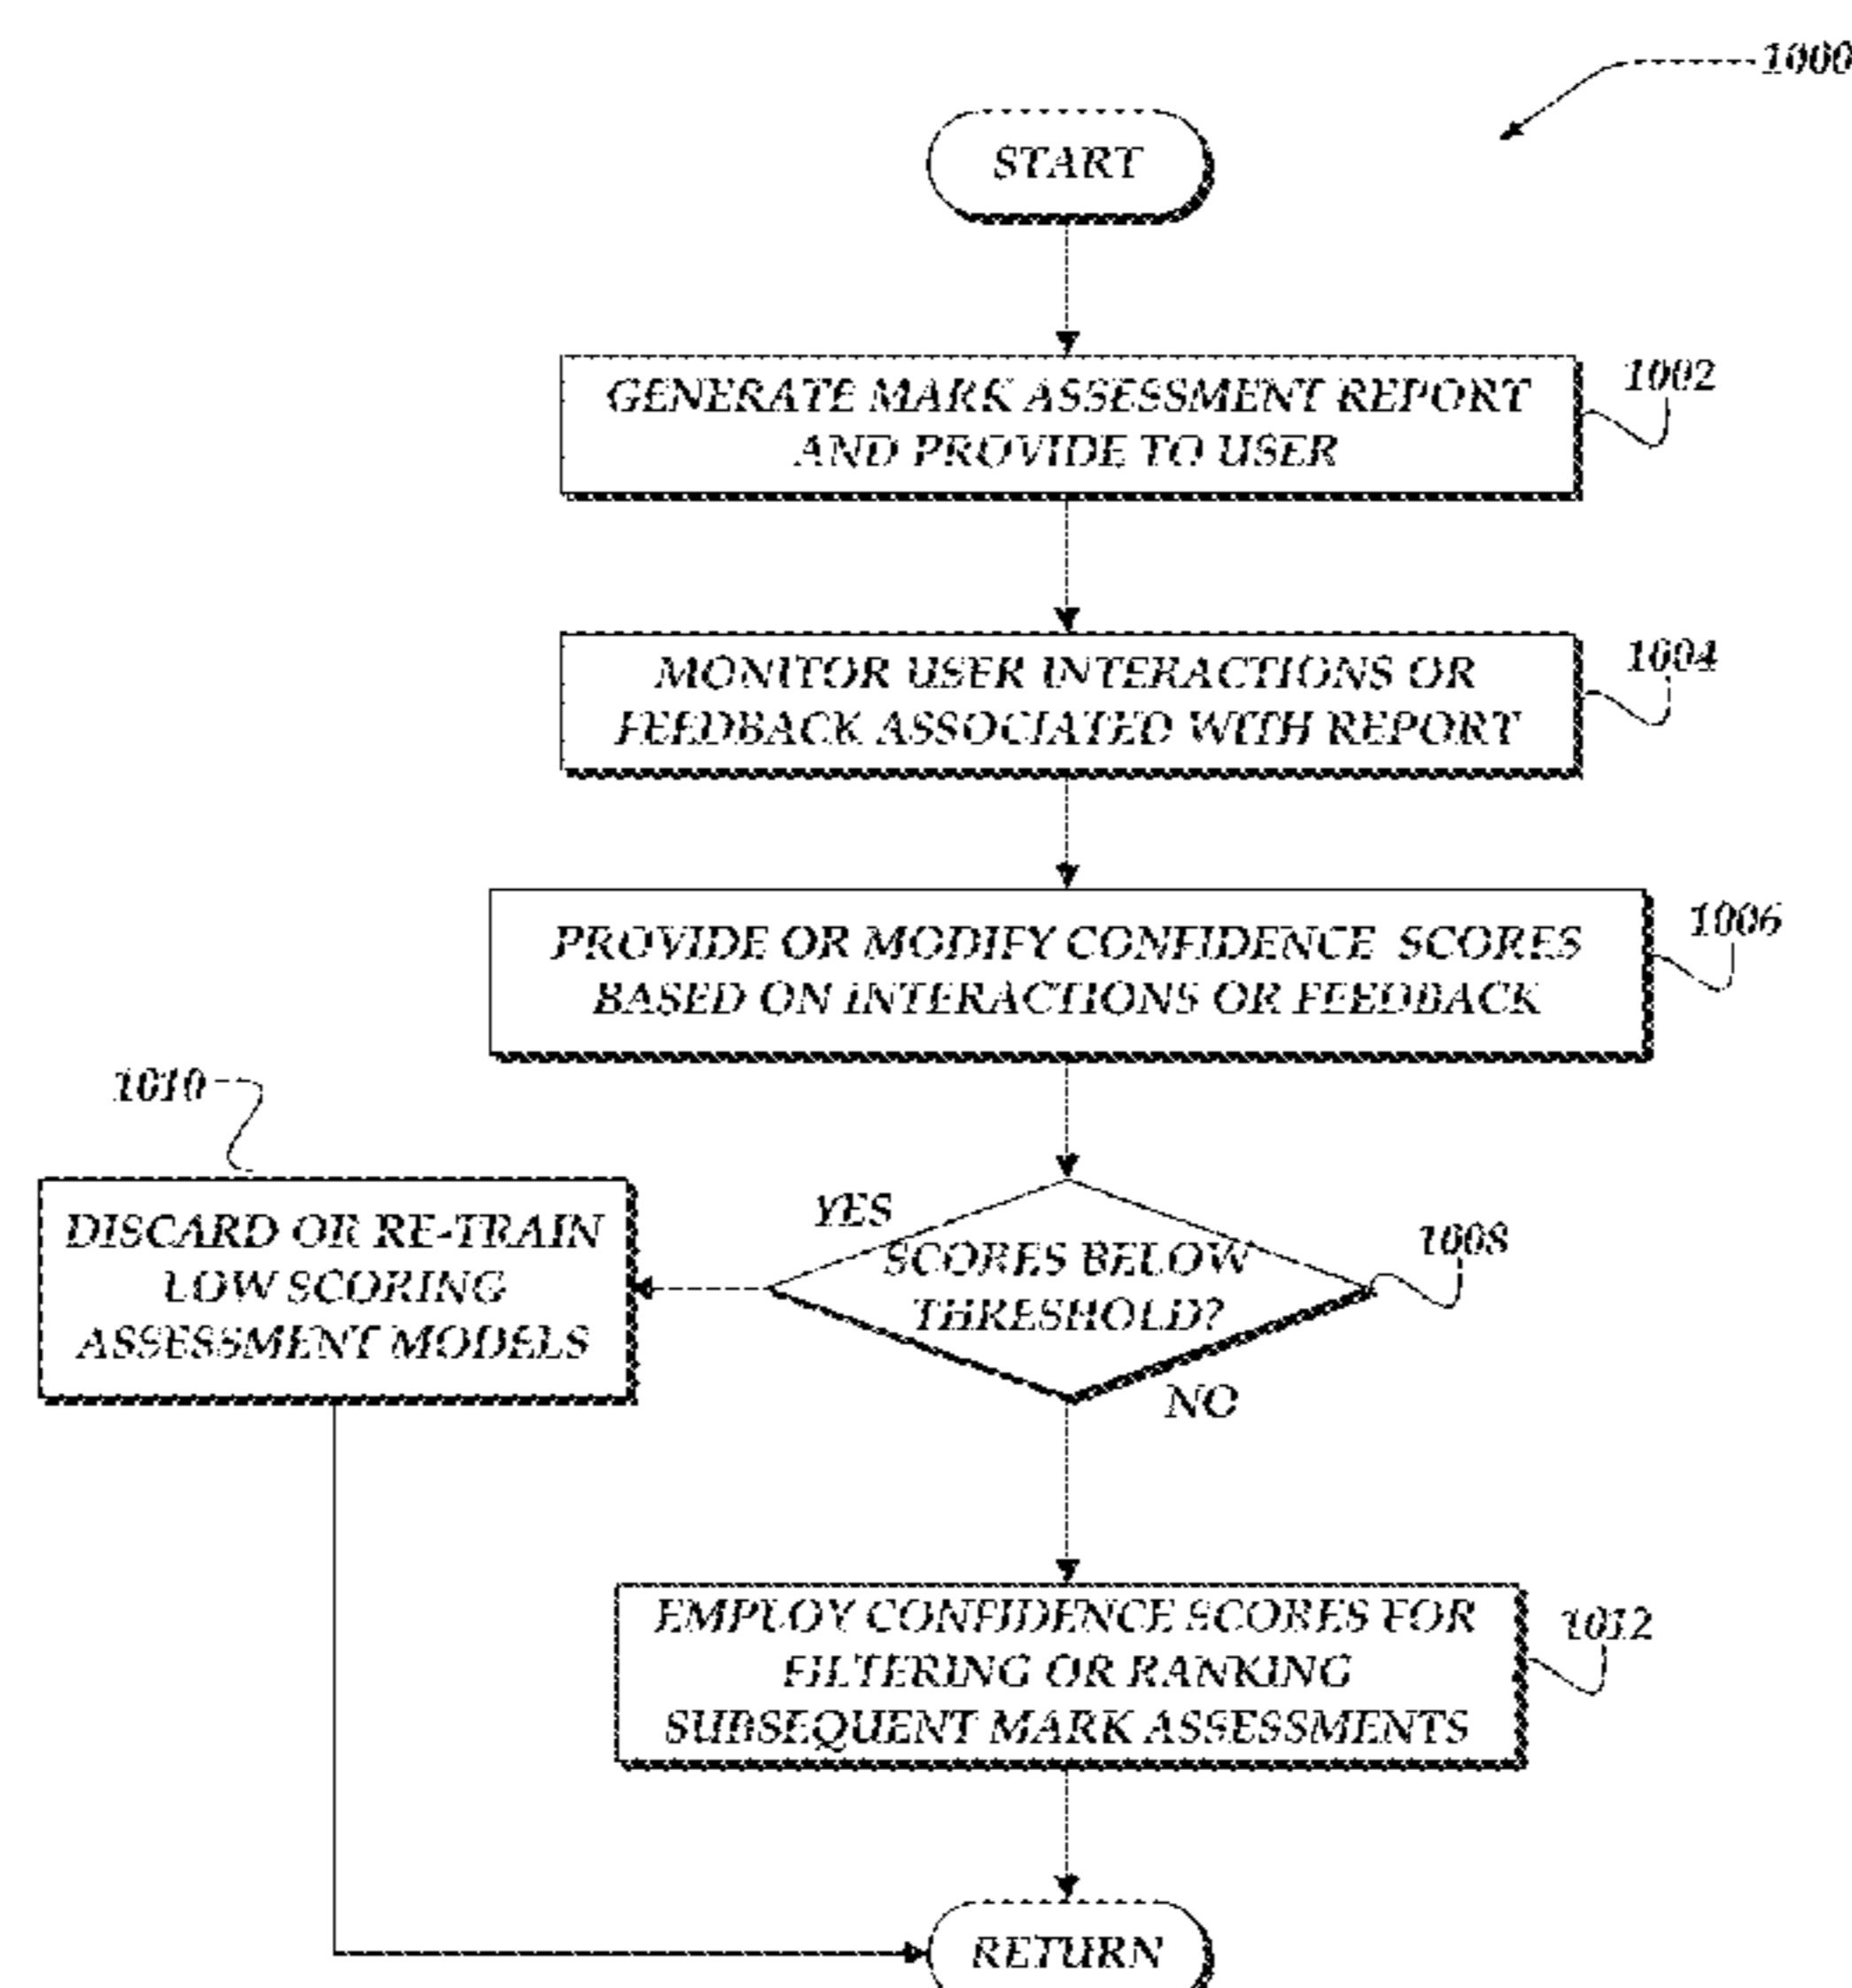 1000
START
GENERATE MARK ASSESSMENT REPORT
AND PROVIDE TO USER
1002
MONITOR USER INTERACTIONS OR
FEEDBACK ASSOCIATED WITH REPORT
1004
PROVIDE OR MODIFY CONFIDENCE SCORES
BASED ON INTERACTIONS OR FEEDBACK
1006
1010
DISCARD OR RE-TRAIN
LOW SCORING
ASSESSMENT MODELS
YES
SCORES BELOW
THRESHOLD?
1008
NO
EMPLOY CONFIDENCE SCORES FOR
FILTERING OR RANKING
SUBSEQUENT MARK ASSESSMENTS
1012
RETURN